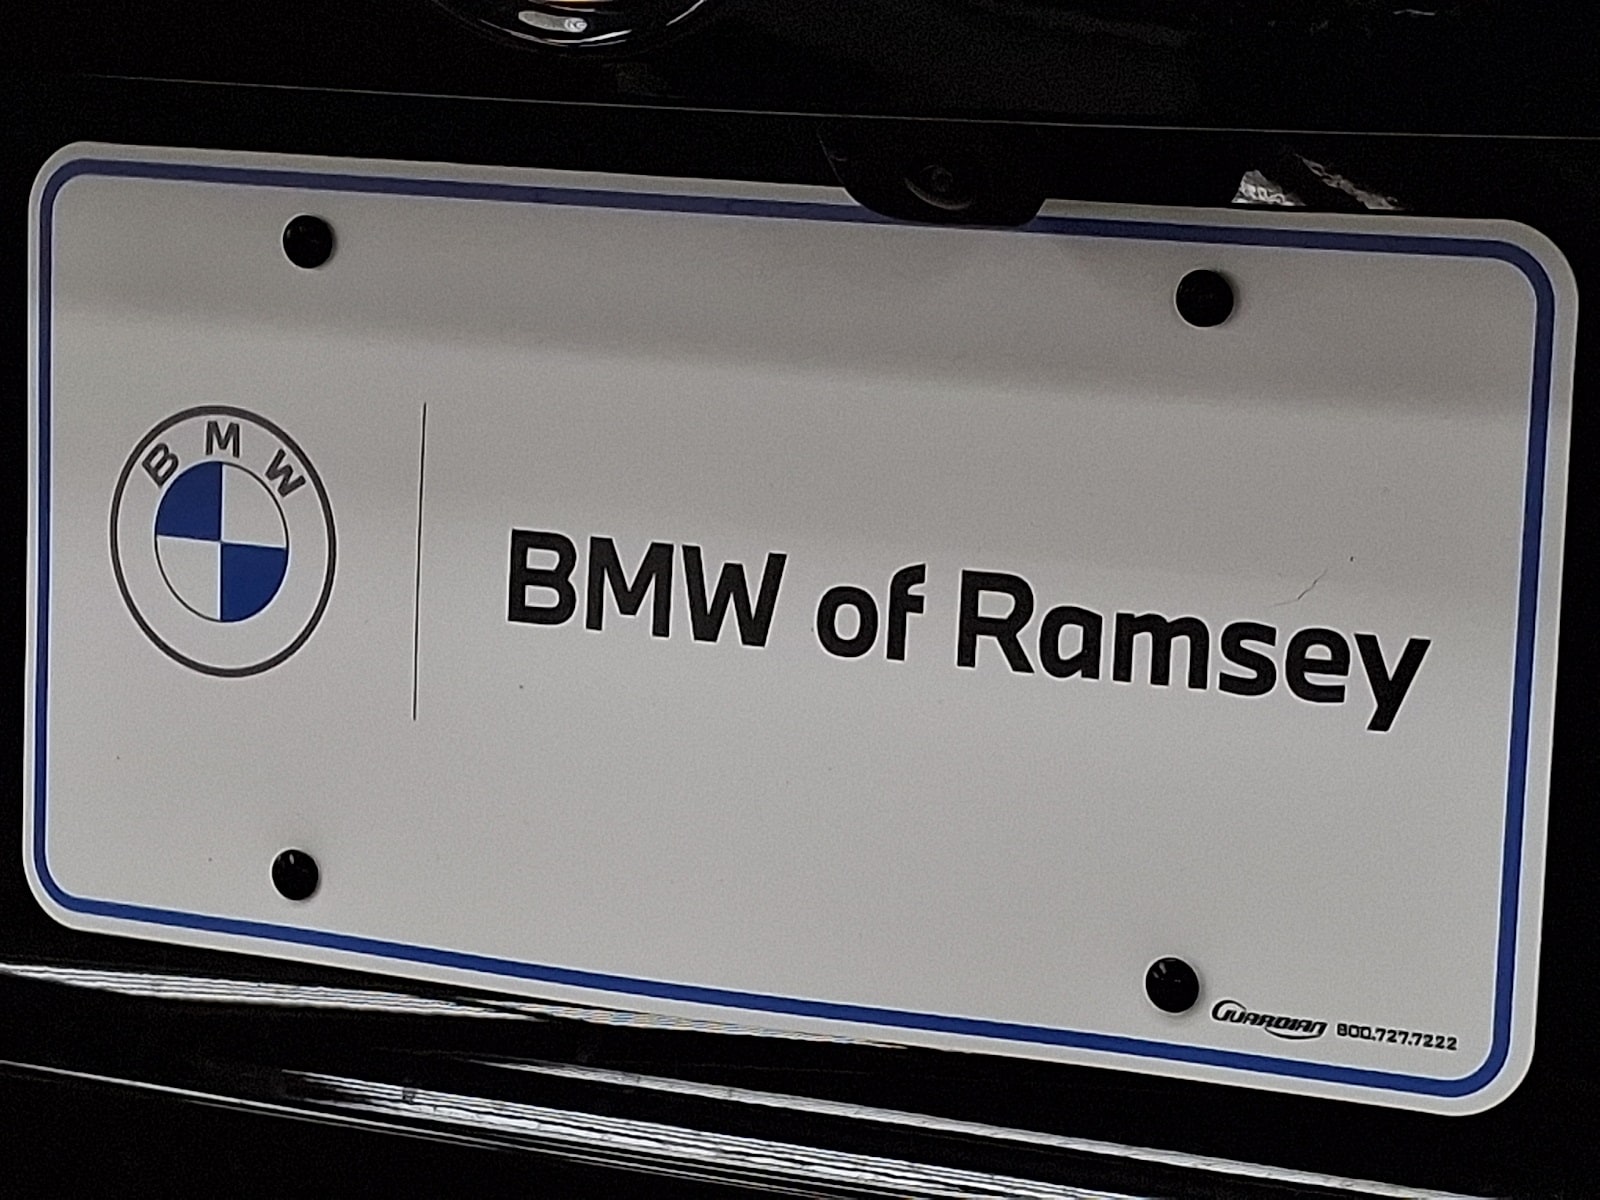 BMW
BMW of Ramsey
GUARDIAN 800.727.7222